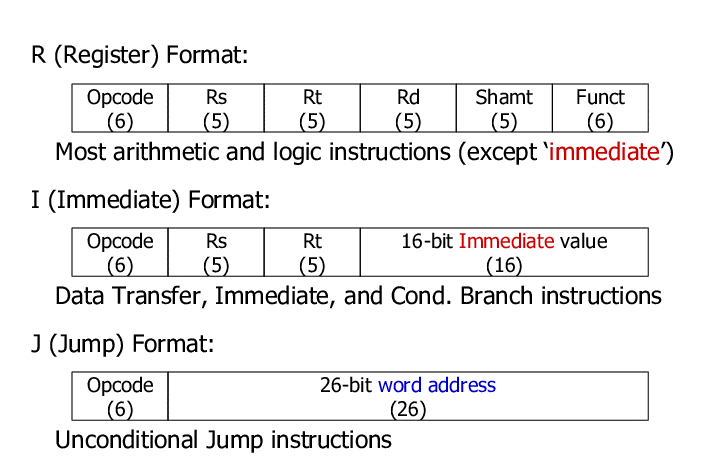 R (Register) Format:
Opcode Rs Rt Rd Shamt Funct
(6) (5) (5) (5) (5) (6)
Most arithmetic and logic instructions (except ‘immediate’)
I (Immediate) Format:
Opcode Rs Rt 16-bit Immediate value
(6) (5) (5) (16)
Data Transfer, Immediate, and Cond. Branch instructions
J (Jump) Format:
Opcode 26-bit word address
(6) (26)
Unconditional Jump instructions